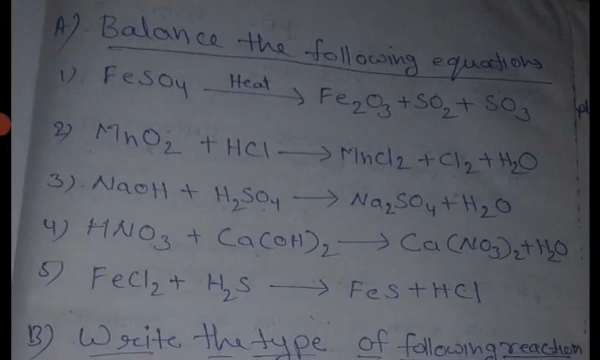 A) Balance the following equations
1) FeSO4 Heat → Fe2O3 + SO2 + SO3
2) MnO2 + HCl → MnCl2 + Cl2 + H2O
3) NaOH + H2SO4 → Na2SO4 + H2O
4) HNO3 + Ca(OH)2 → Ca(NO3)2 + H2O
5) FeCl2 + H2S → FeS + HCl
B) Write the type of following reaction